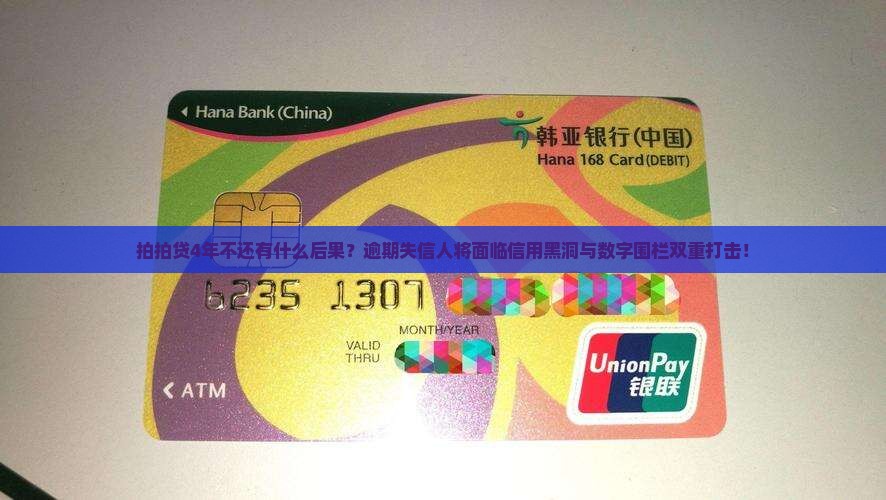 Hana Bank (China)
韩亚银行(中国)
Hana 168 Card(DEBIT)
拍拍贷4年不还有什么后果？逾期失信人将面临信用黑洞与数字围栏双重打击！
6235 1307
MONTH/YEAR
VALID
THRU
UnionPay
银联
ATM